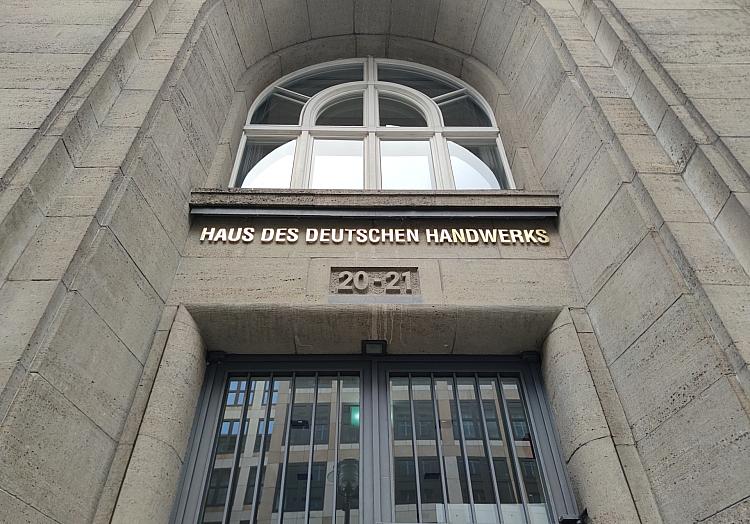 HAUS DES DEUTSCHEN HANDWERKS
20-21